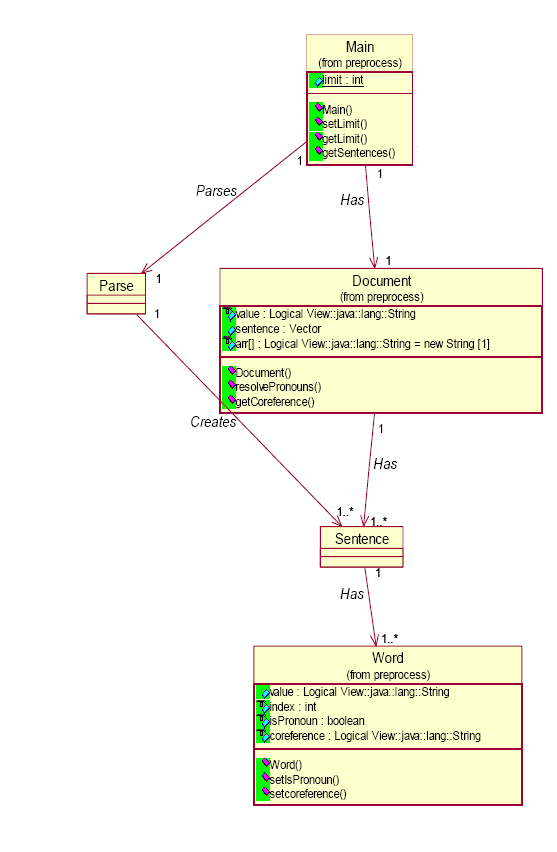 Main
(from preprocess)
limit : int
Main()
setLimit()
getLimit()
getSentences()
1
1
Parses
Has
1
1
Parse
1
Document
(from preprocess)
value : Logical View::java::lang::String
sentence : Vector
arr[] : Logical View::java::lang::String = new String [1]
Document()
resolvePronouns()
getCoreference()
Creates
1
Has
1..*
1..*
Sentence
1
Has
1..*
Word
(from preprocess)
value : Logical View::java::lang::String
index : int
isPronoun : boolean
coreference : Logical View::java::lang::String
Word()
setIsPronoun()
setcoreference()